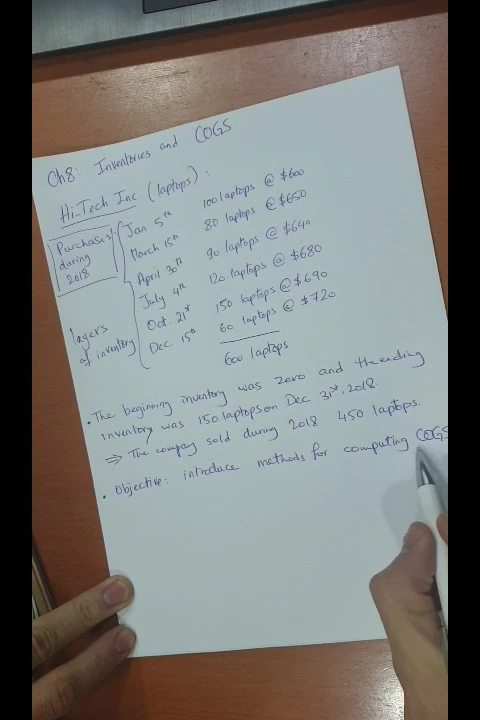 Ch8: Inventories and COGS
Hi-Tech Inc (laptops):
Purchases during 2018
Jan 5th 100 laptops @ $600
March 15th 80 laptops @ $650
April 30th 90 laptops @ $640
July 4th 120 laptops @ $680
Oct. 21st 150 laptops @ $690
Dec. 15th 60 laptops @ $720
layers of inventory
600 laptops
• The beginning inventory was zero and the ending
inventory was 150 laptops on Dec 31st, 2018
⇒ The compay sold during 2018 450 laptops.
• Objective: introduce methods for computing COGS